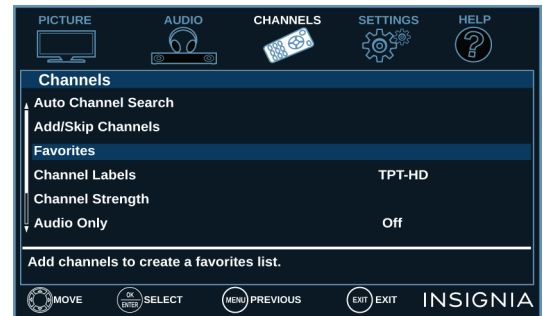 PICTURE AUDIO CHANNELS SETTINGS HELP
Channels
Auto Channel Search
Add/Skip Channels
Favorites
Channel Labels TPT-HD
Channel Strength
Audio Only Off
Add channels to create a favorites list.
MOVE OK ENTER SELECT MENU PREVIOUS EXIT EXIT INSIGNIA